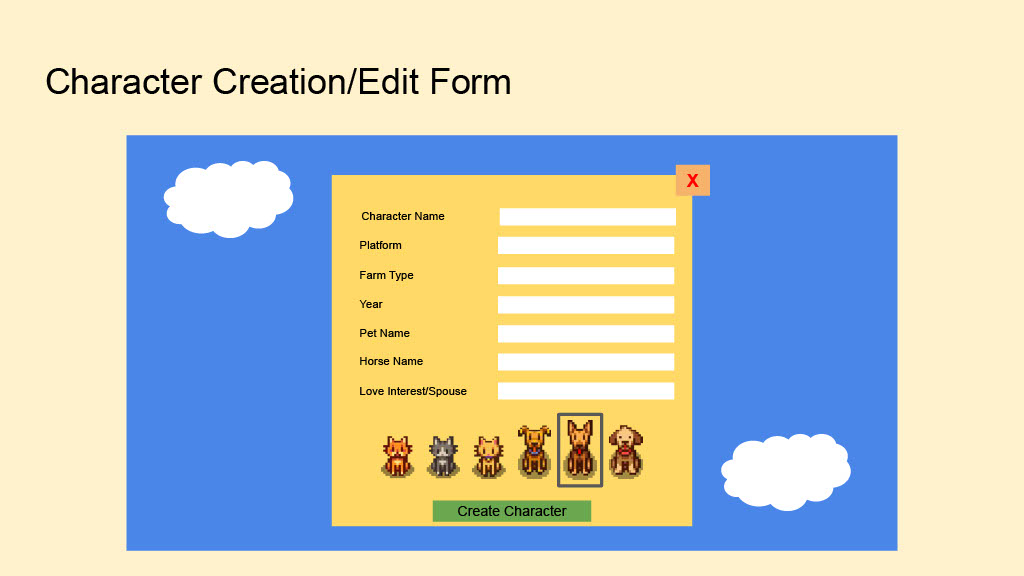 Character Creation/Edit Form
X
Character Name
Platform
Farm Type
Year
Pet Name
Horse Name
Love Interest/Spouse
Create Character